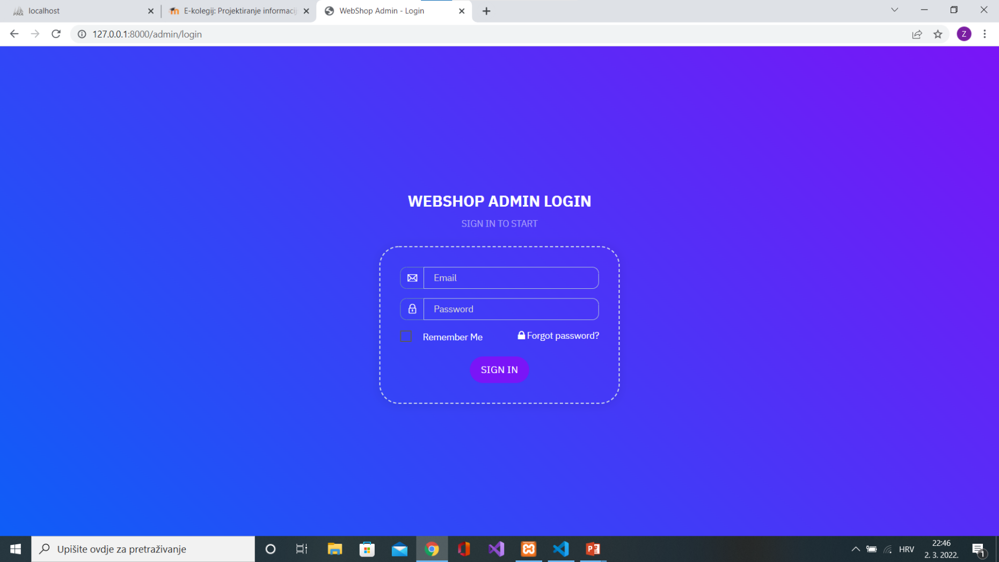 localhost
E-kolegij: Projektiranje informacij
WebShop Admin - Login
127.0.0.1:8000/admin/login
Z
WEBSHOP ADMIN LOGIN
SIGN IN TO START
Email
Password
Remember Me
Forgot password?
SIGN IN
Upišite ovdje za pretraživanje
HRV
22:46
2. 3. 2022.
1